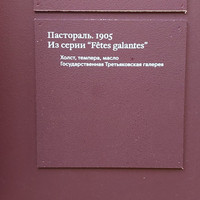 Пастораль. 1905
Из серии “Fêtes galantes”
Холст, темпера, масло
Государственная Третьяковская галерея